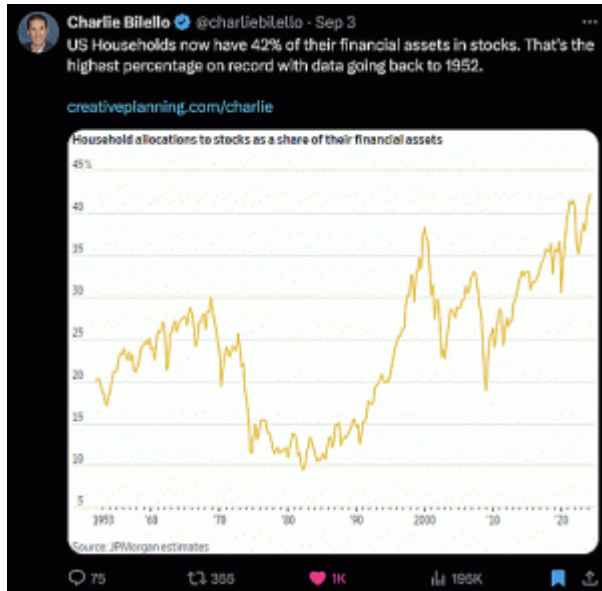 Charlie Bilello @charliebilello · Sep 3 ...
US Households now have 42% of their financial assets in stocks. That's the
highest percentage on record with data going back to 1952.
creativeplanning.com/charlie
Household allocations to stocks as a share of their financial assets
45%
40
35
30
25
20
15
10
5
1953 '60 '70 '80 '90 2000 '10 '20
Source: JPMorgan estimates
75 355 1K 195K